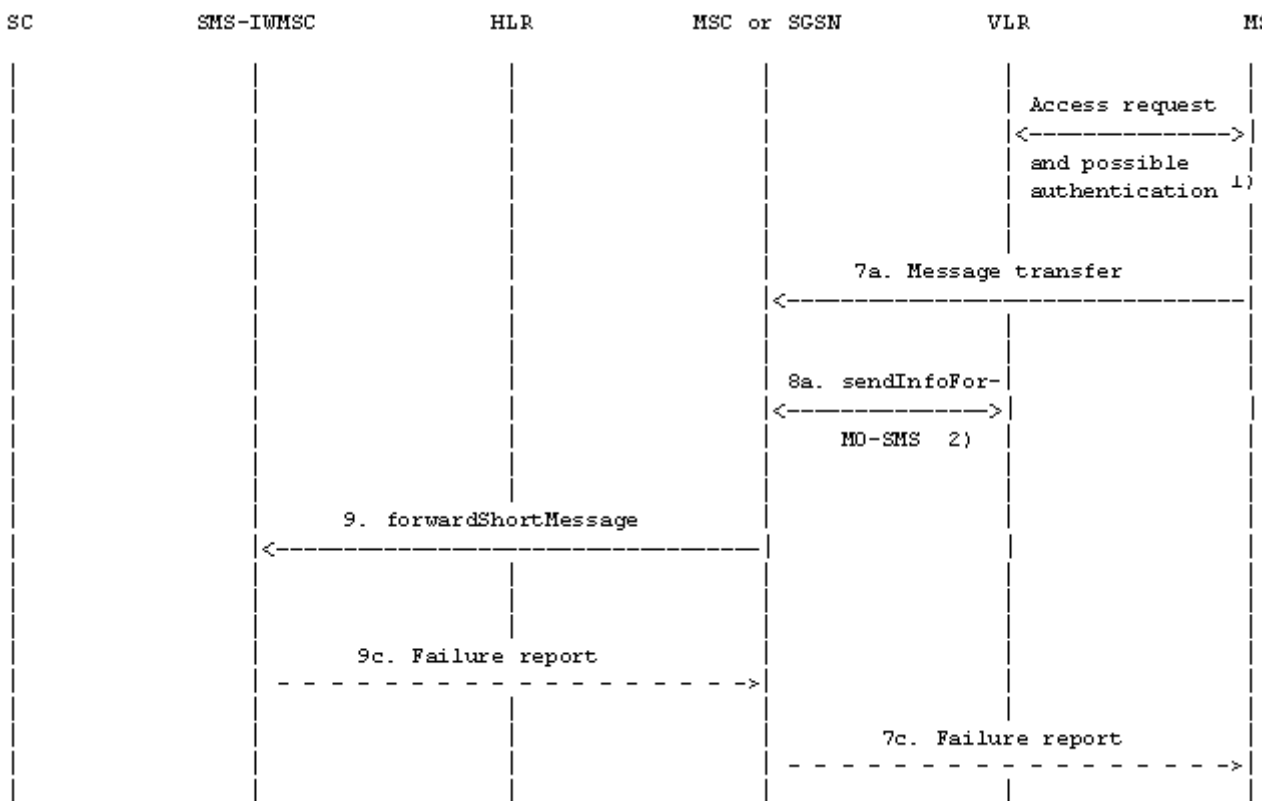 SC SMS-IWMSC HLR MSC or SGSN VLR MS
Access request
and possible
authentication 1)
7a. Message transfer
8a. sendInfoFor-
MO-SMS 2)
9. forwardShortMessage
9c. Failure report
7c. Failure report